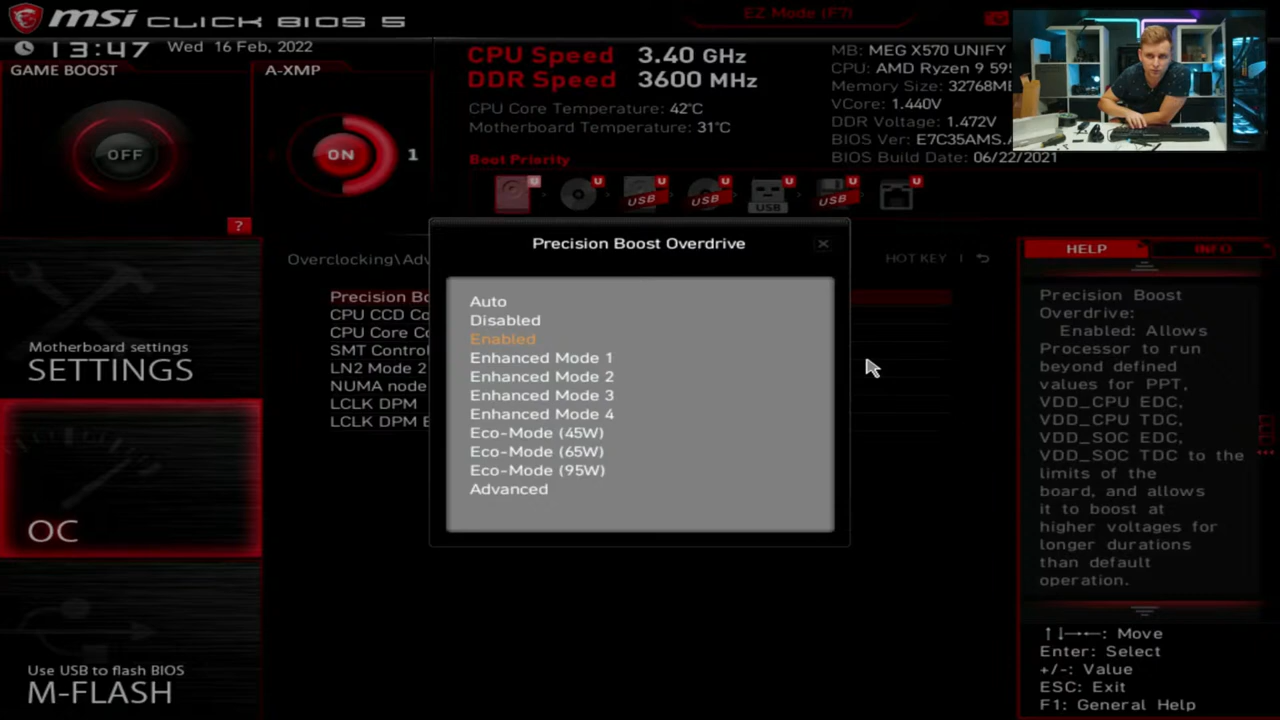 msi CLICK BIOS 5
EZ Mode (F7)
13:47 Wed 16 Feb, 2022
GAME BOOST
OFF
A-XMP
ON
1
CPU Speed 3.40 GHz
DDR Speed 3600 MHz
CPU Core Temperature: 42°C
Motherboard Temperature: 31°C
MB: MEG X570 UNIFY
CPU: AMD Ryzen 9
Memory Size:
VCore: 1.440V
DDR Voltage: 1.472V
BIOS Ver: E7C35AMS.
BIOS Build Date: 06/22/2021
Boot Priority
U U U U U U U
USB USB USB USB
?
Motherboard settings
SETTINGS
OC
Use USB to flash BIOS
M-FLASH
Overclocking\Adv
HOT KEY |
Precision Bo
CPU CCD Co
CPU Core Co
SMT Control
LN2 Mode 2
NUMA node
LCLK DPM
LCLK DPM E
Precision Boost Overdrive
Auto
Disabled
Enabled
Enhanced Mode 1
Enhanced Mode 2
Enhanced Mode 3
Enhanced Mode 4
Eco-Mode (45W)
Eco-Mode (65W)
Eco-Mode (95W)
Advanced
HELP
INFO
Precision Boost
Overdrive:
Enabled: Allows
Processor to run
beyond defined
values for PPT,
VDD_CPU EDC,
VDD_CPU TDC,
VDD_SOC EDC,
VDD_SOC TDC to the
limits of the
board, and allows
it to boost at
higher voltages for
longer durations
than default
operation.
↑↓→←: Move
Enter: Select
+/-: Value
ESC: Exit
F1: General Help